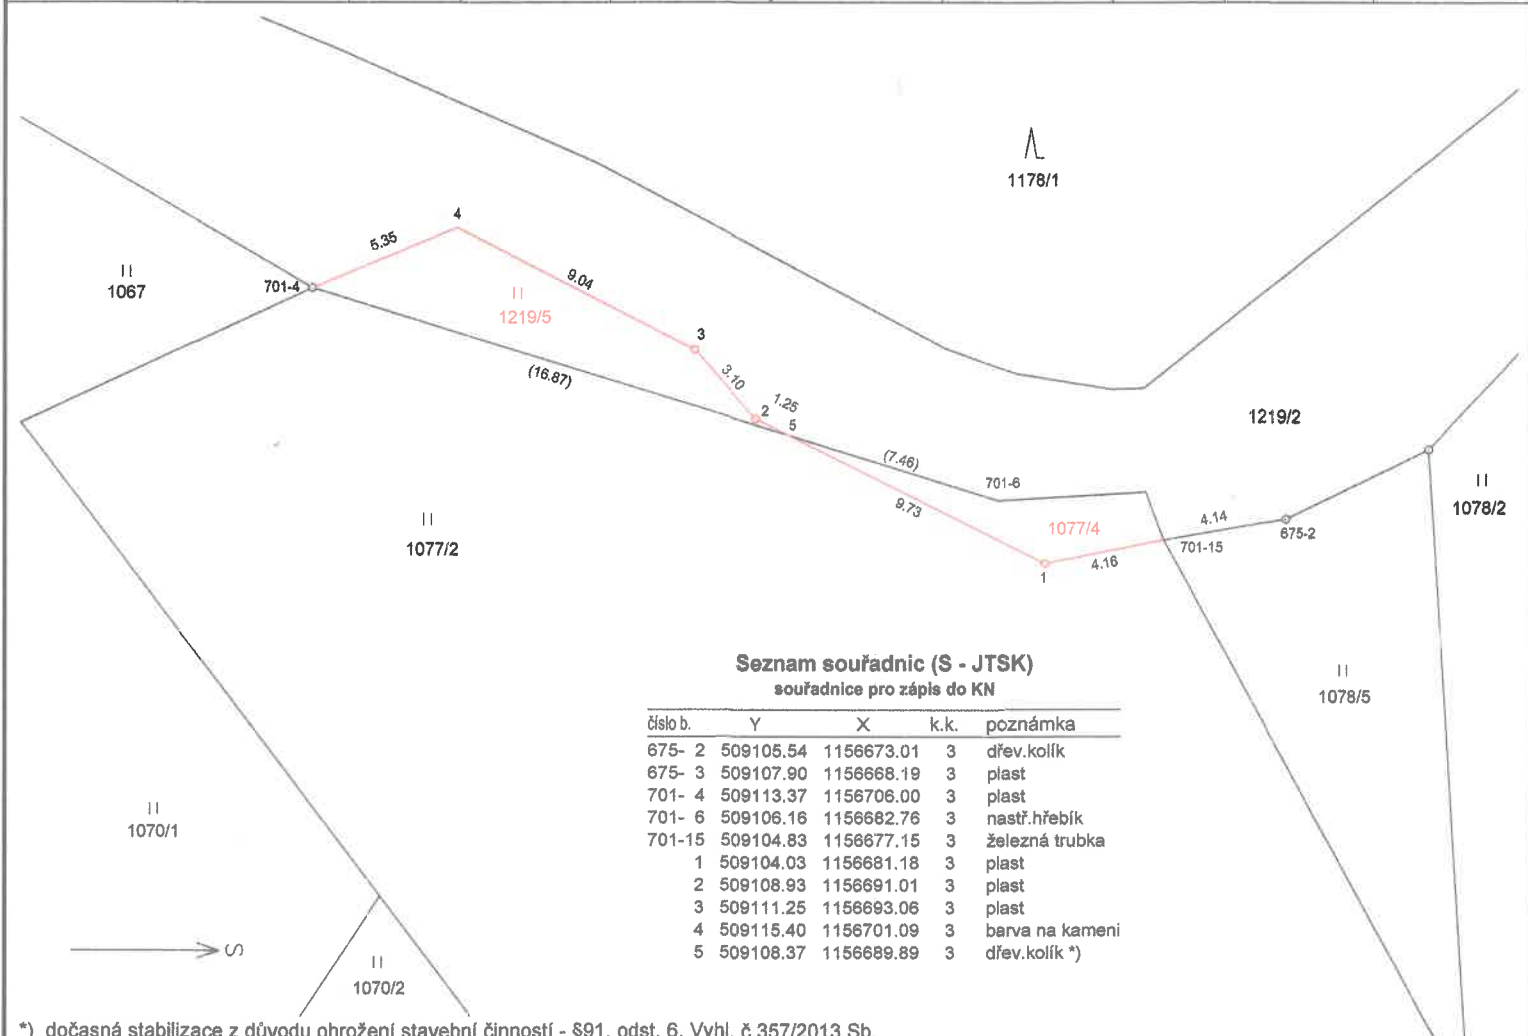 1178/1
4
5.35
II
1067
701-4
9.04
II
1219/5
3
(16.87)
3.10
1.25
2
5
1219/2
(7.46)
701-6
II
1078/2
9.73
1077/4
4.14
701-15
675-2
II
1077/2
4.16
1
Seznam souřadnic (S - JTSK)
souřadnice pro zápis do KN
číslo b. Y X k.k. poznámka
675- 2 509105.54 1156673.01 3 dřev.kolík
675- 3 509107.90 1156668.19 3 plast
701- 4 509113.37 1156706.00 3 plast
701- 6 509106.16 1156682.76 3 nastř.hřebík
701-15 509104.83 1156677.15 3 železná trubka
1 509104.03 1156681.18 3 plast
2 509108.93 1156691.01 3 plast
3 509111.25 1156693.06 3 plast
4 509115.40 1156701.09 3 barva na kameni
5 509108.37 1156689.89 3 dřev.kolík *)
II
1078/5
II
1070/1
S
II
1070/2
*) dočasná stabilizace z důvodu ohrožení stavební činností - §91, odst. 6, Vyhl. č.357/2013 Sb